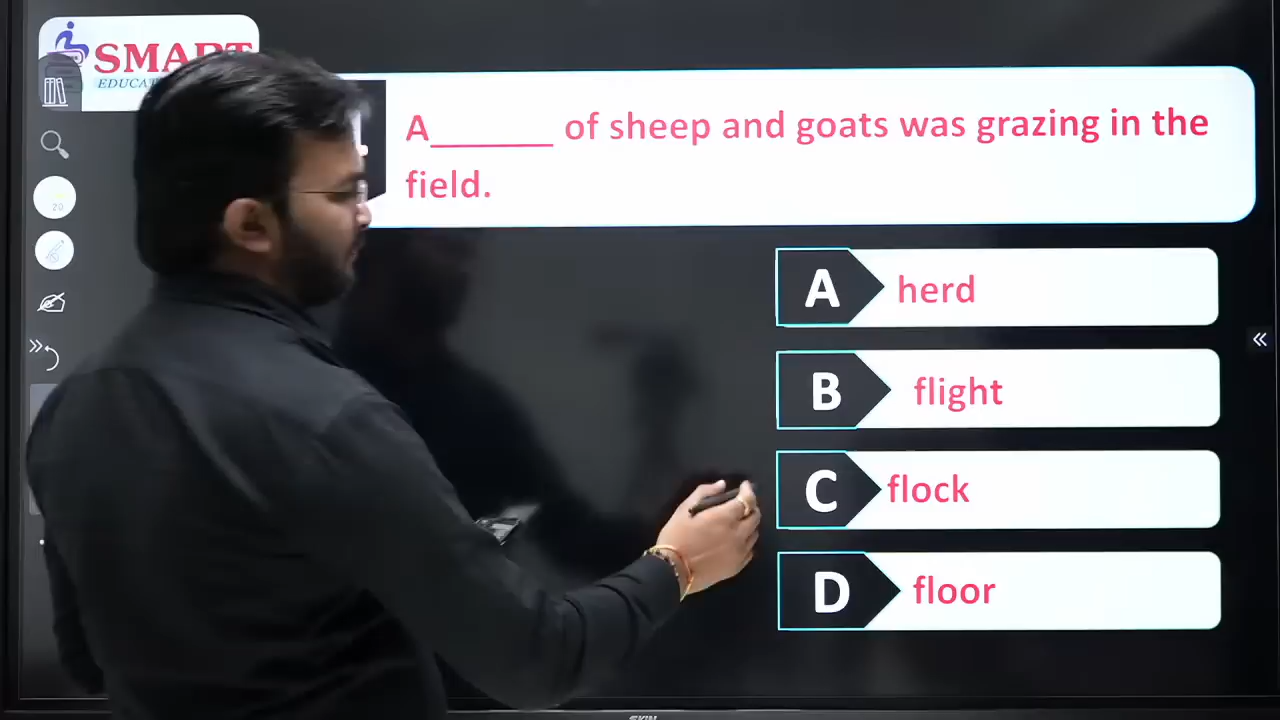 SMART
A_______ of sheep and goats was grazing in the
field.
A herd
B flight
C flock
D floor